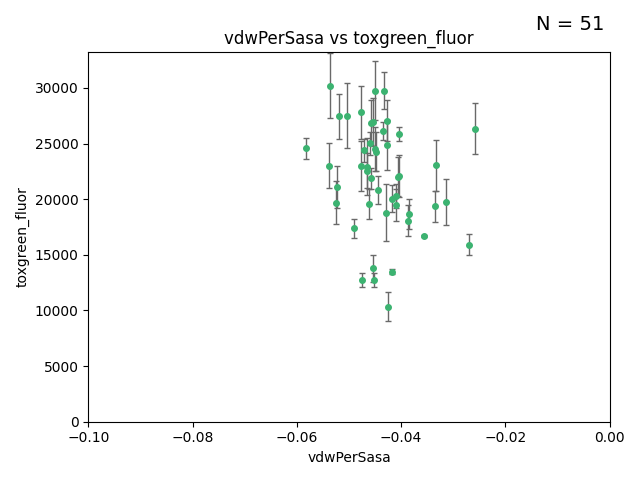 N = 51
vdwPerSasa vs toxgreen_fluor
30000
25000
20000
15000
10000
5000
0
toxgreen_fluor
−0.10 −0.08 −0.06 −0.04 −0.02 0.00
vdwPerSasa